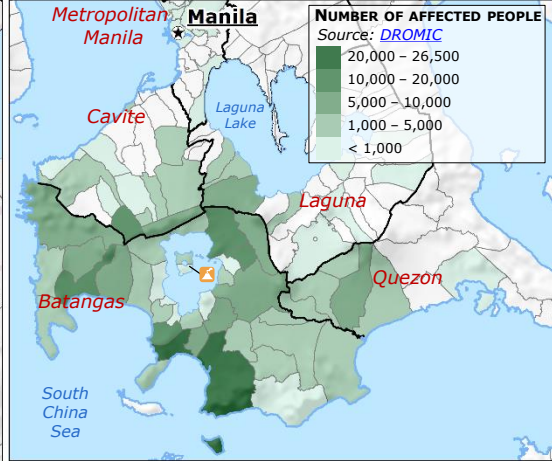 Metropolitan
Manila
Manila
NUMBER OF AFFECTED PEOPLE
Source: DROMIC
20,000 – 26,500
10,000 – 20,000
5,000 – 10,000
1,000 – 5,000
< 1,000
Cavite
Laguna
Lake
Laguna
Quezon
Batangas
South
China
Sea